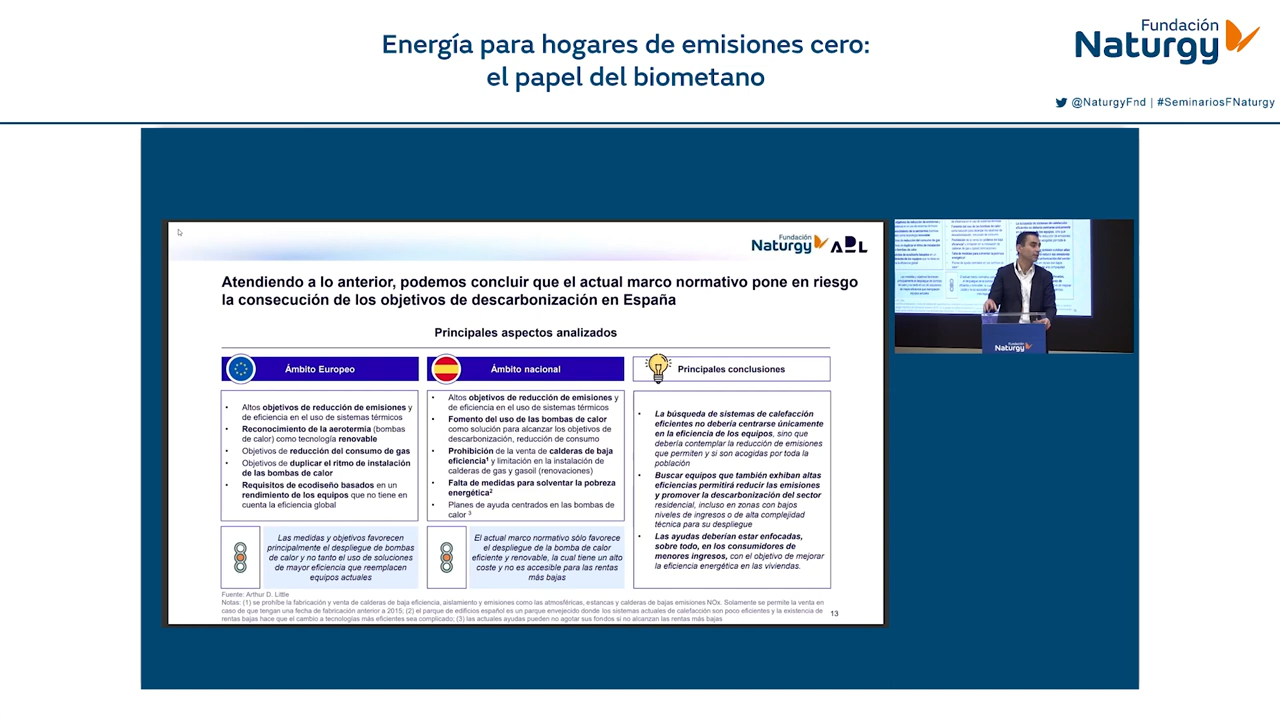 Energía para hogares de emisiones cero:
el papel del biometano
Fundación
Naturgy
@NaturgyFnd | #SeminariosFNaturgy
Fundación
Naturgy
ADL
Atendiendo a lo anterior, podemos concluir que el actual marco normativo pone en riesgo
la consecución de los objetivos de descarbonización en España
Principales aspectos analizados
Ámbito Europeo
• Altos objetivos de reducción de emisiones y
de eficiencia en el uso de sistemas térmicos
• Reconocimiento de la aerotermia (bombas
de calor) como tecnología renovable
• Objetivos de reducción del consumo de gas
• Objetivos de duplicar el ritmo de instalación
de las bombas de calor
• Requisitos de ecodiseño basados en un
rendimiento de los equipos que no tiene en
cuenta la eficiencia global
Las medidas y objetivos favorecen
principalmente el despliegue de bombas
de calor y no tanto el uso de soluciones
de mayor eficiencia que reemplacen
equipos actuales
Ámbito nacional
• Altos objetivos de reducción de emisiones y
de eficiencia en el uso de sistemas térmicos
• Fomento del uso de las bombas de calor
como solución para alcanzar los objetivos de
descarbonización, reducción de consumo
• Prohibición de la venta de calderas de baja
eficiencia¹ y limitación en la instalación de
calderas de gas y gasoil (renovaciones)
• Falta de medidas para solventar la pobreza
energética²
• Planes de ayuda centrados en las bombas de
calor ³
El actual marco normativo sólo favorece
el despliegue de la bomba de calor
eficiente y renovable, la cual tiene un alto
coste y no es accesible para las rentas
más bajas
Principales conclusiones
• La búsqueda de sistemas de calefacción
eficientes no debería centrarse únicamente
en la eficiencia de los equipos, sino que
debería contemplar la reducción de emisiones
que permiten y si son acogidas por toda la
población
• Buscar equipos que también exhiban altas
eficiencias permitirá reducir las emisiones
y promover la descarbonización del sector
residencial, incluso en zonas con bajos
niveles de ingresos o de alta complejidad
técnica para su despliegue
• Las ayudas deberían estar enfocadas,
sobre todo, en los consumidores de
menores ingresos, con el objetivo de mejorar
la eficiencia energética en las viviendas.
Fuente: Arthur D. Little
Notas: (1) se prohíbe la fabricación y venta de calderas de baja eficiencia, aislamiento y emisiones como las atmosféricas, estancas y calderas de bajas emisiones NOx. Solamente se permite la venta en
caso de que tengan una fecha de fabricación anterior a 2015; (2) el parque de edificios español es un parque envejecido donde los sistemas actuales de calefacción son poco eficientes y la existencia de
rentas bajas hace que el cambio a tecnologías más eficientes sea complicado; (3) las actuales ayudas pueden no agotar sus fondos si no alcanzan las rentas más bajas
13
Fundación
Naturgy